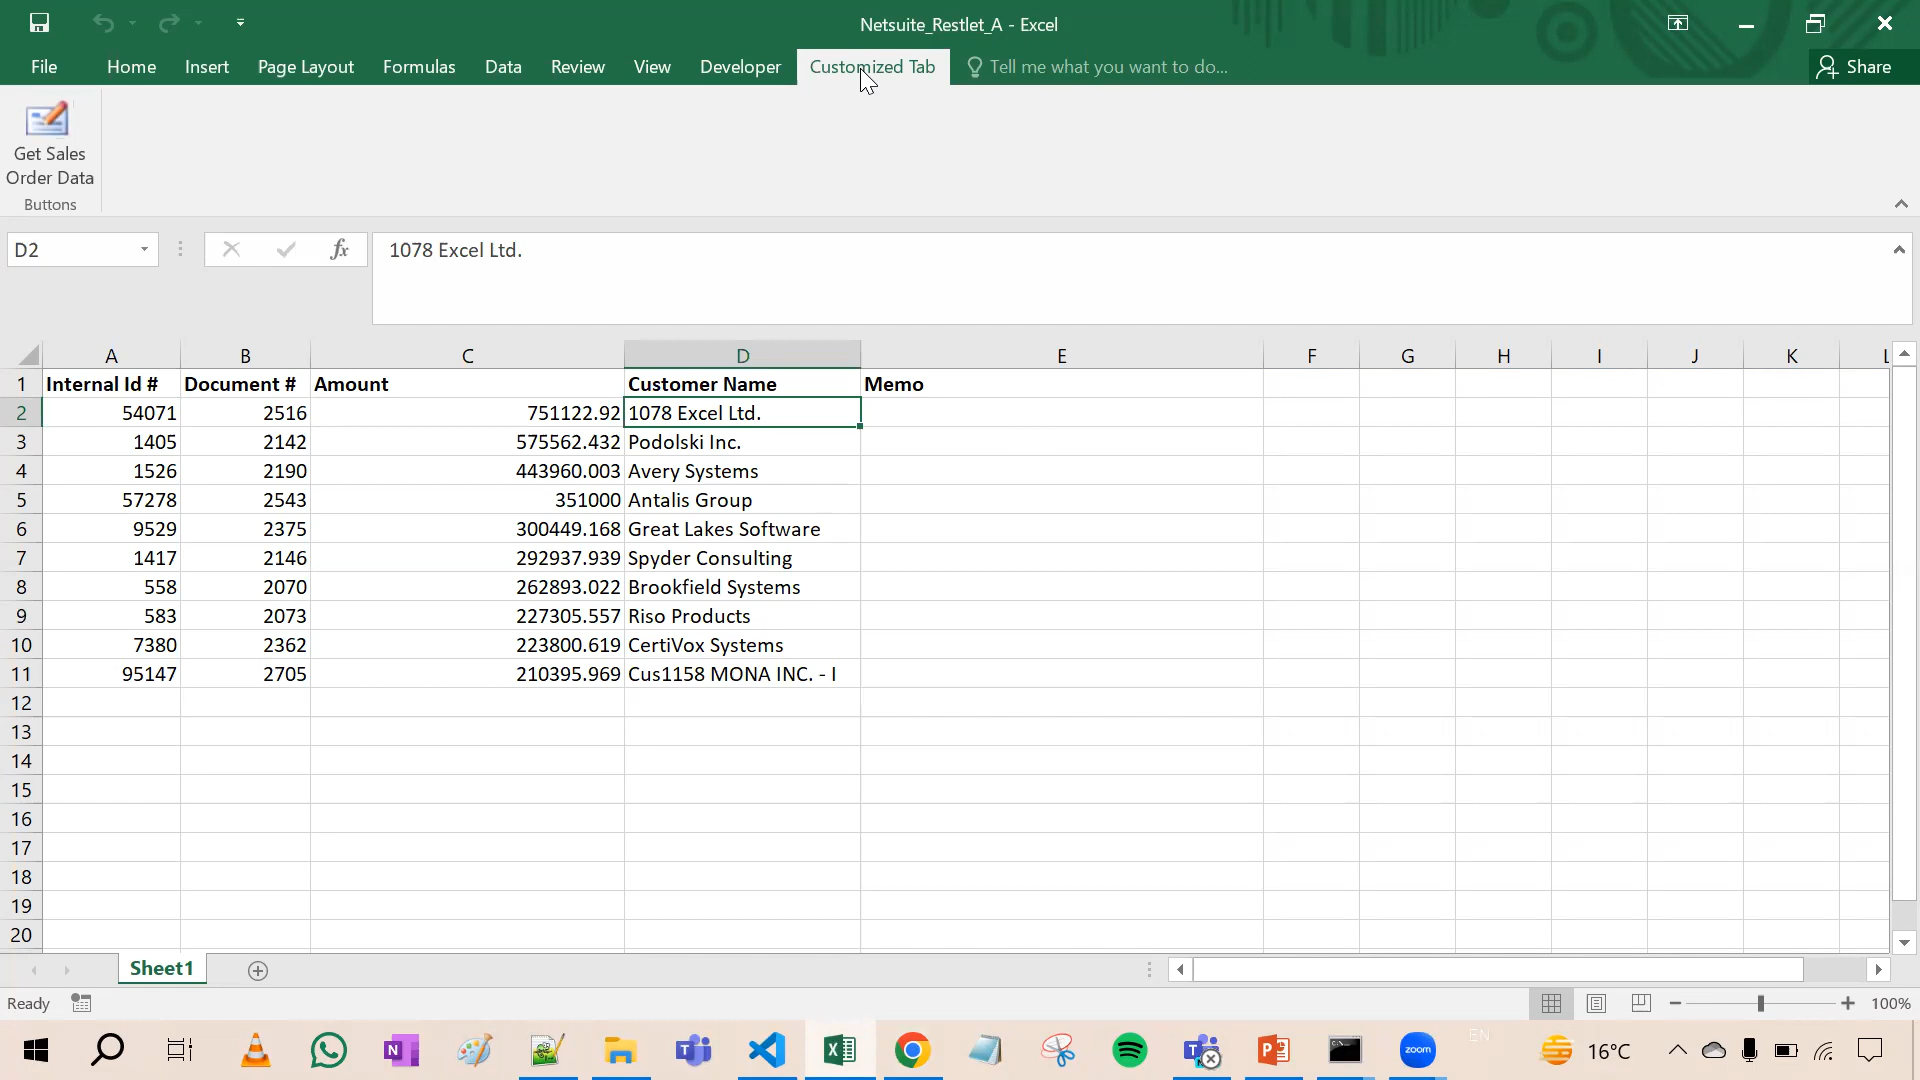 Netsuite_Restlet_A - Excel
File Home Insert Page Layout Formulas Data Review View Developer Customized Tab Tell me what you want to do... Share
Get Sales
Order Data
Buttons
D2 fx 1078 Excel Ltd.
A B C D E F G H I J K L
1 Internal Id # Document # Amount Customer Name Memo
2 54071 2516 751122.92 1078 Excel Ltd.
3 1405 2142 575562.432 Podolski Inc.
4 1526 2190 443960.003 Avery Systems
5 57278 2543 351000 Antalis Group
6 9529 2375 300449.168 Great Lakes Software
7 1417 2146 292937.939 Spyder Consulting
8 558 2070 262893.022 Brookfield Systems
9 583 2073 227305.557 Riso Products
10 7380 2362 223800.619 CertiVox Systems
11 95147 2705 210395.969 Cus1158 MONA INC. - I
12
13
14
15
16
17
18
19
20
Sheet1
Ready 100%
zoom EN 16°C